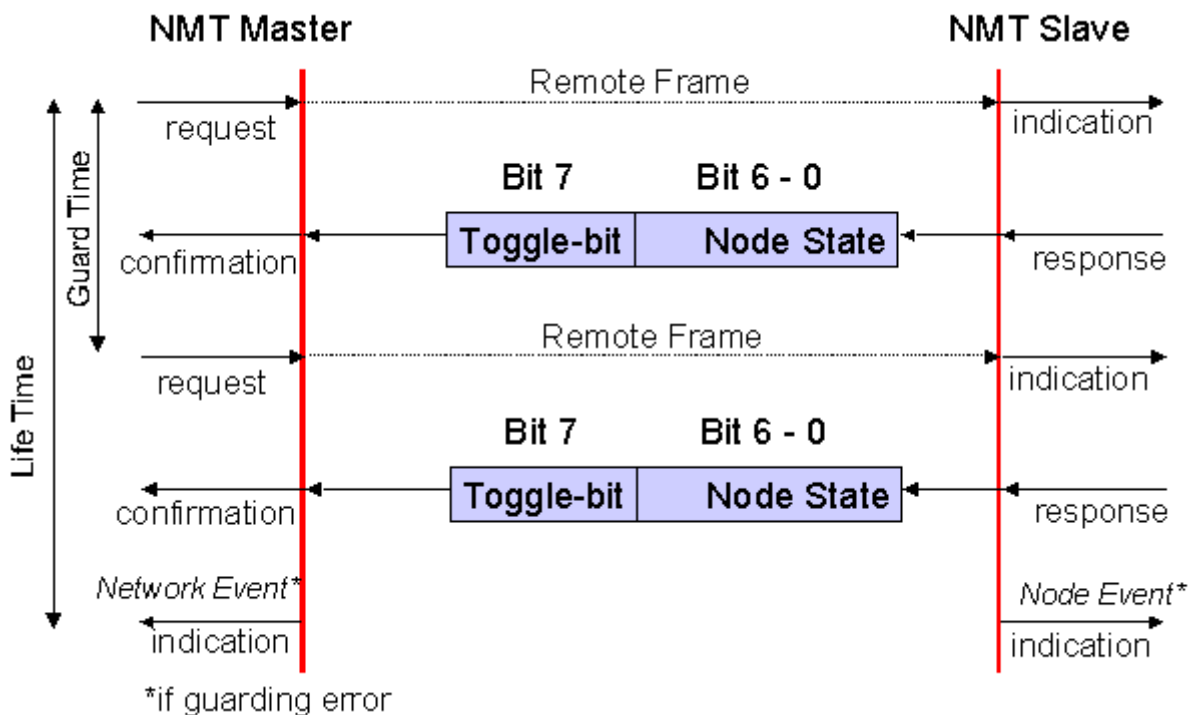 NMT Master
NMT Slave
Remote Frame
request
indication
Bit 7
Bit 6 - 0
Guard Time
Toggle-bit
Node State
confirmation
response
Remote Frame
request
indication
Life Time
Bit 7
Bit 6 - 0
Toggle-bit
Node State
confirmation
response
Network Event*
Node Event*
indication
indication
*if guarding error